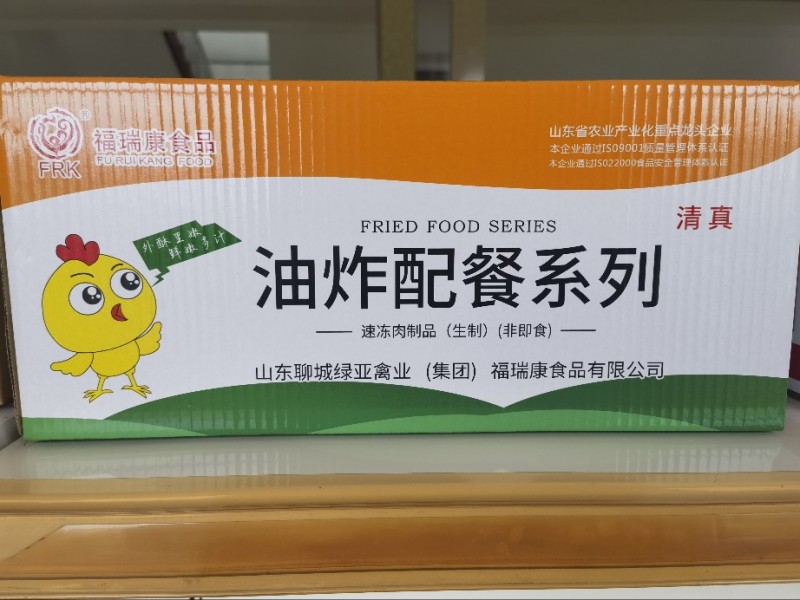 福瑞康食品
FU RUI KANG FOOD
FRK
山东省农业产业化重点龙头企业
本企业通过ISO9001质量管理体系认证
本企业通过ISO22000食品安全管理体系认证
清真
外酥里嫩
鲜嫩多汁
FRIED FOOD SERIES
油炸配餐系列
速冻肉制品（生制）(非即食)
山东聊城绿亚禽业 (集团) 福瑞康食品有限公司